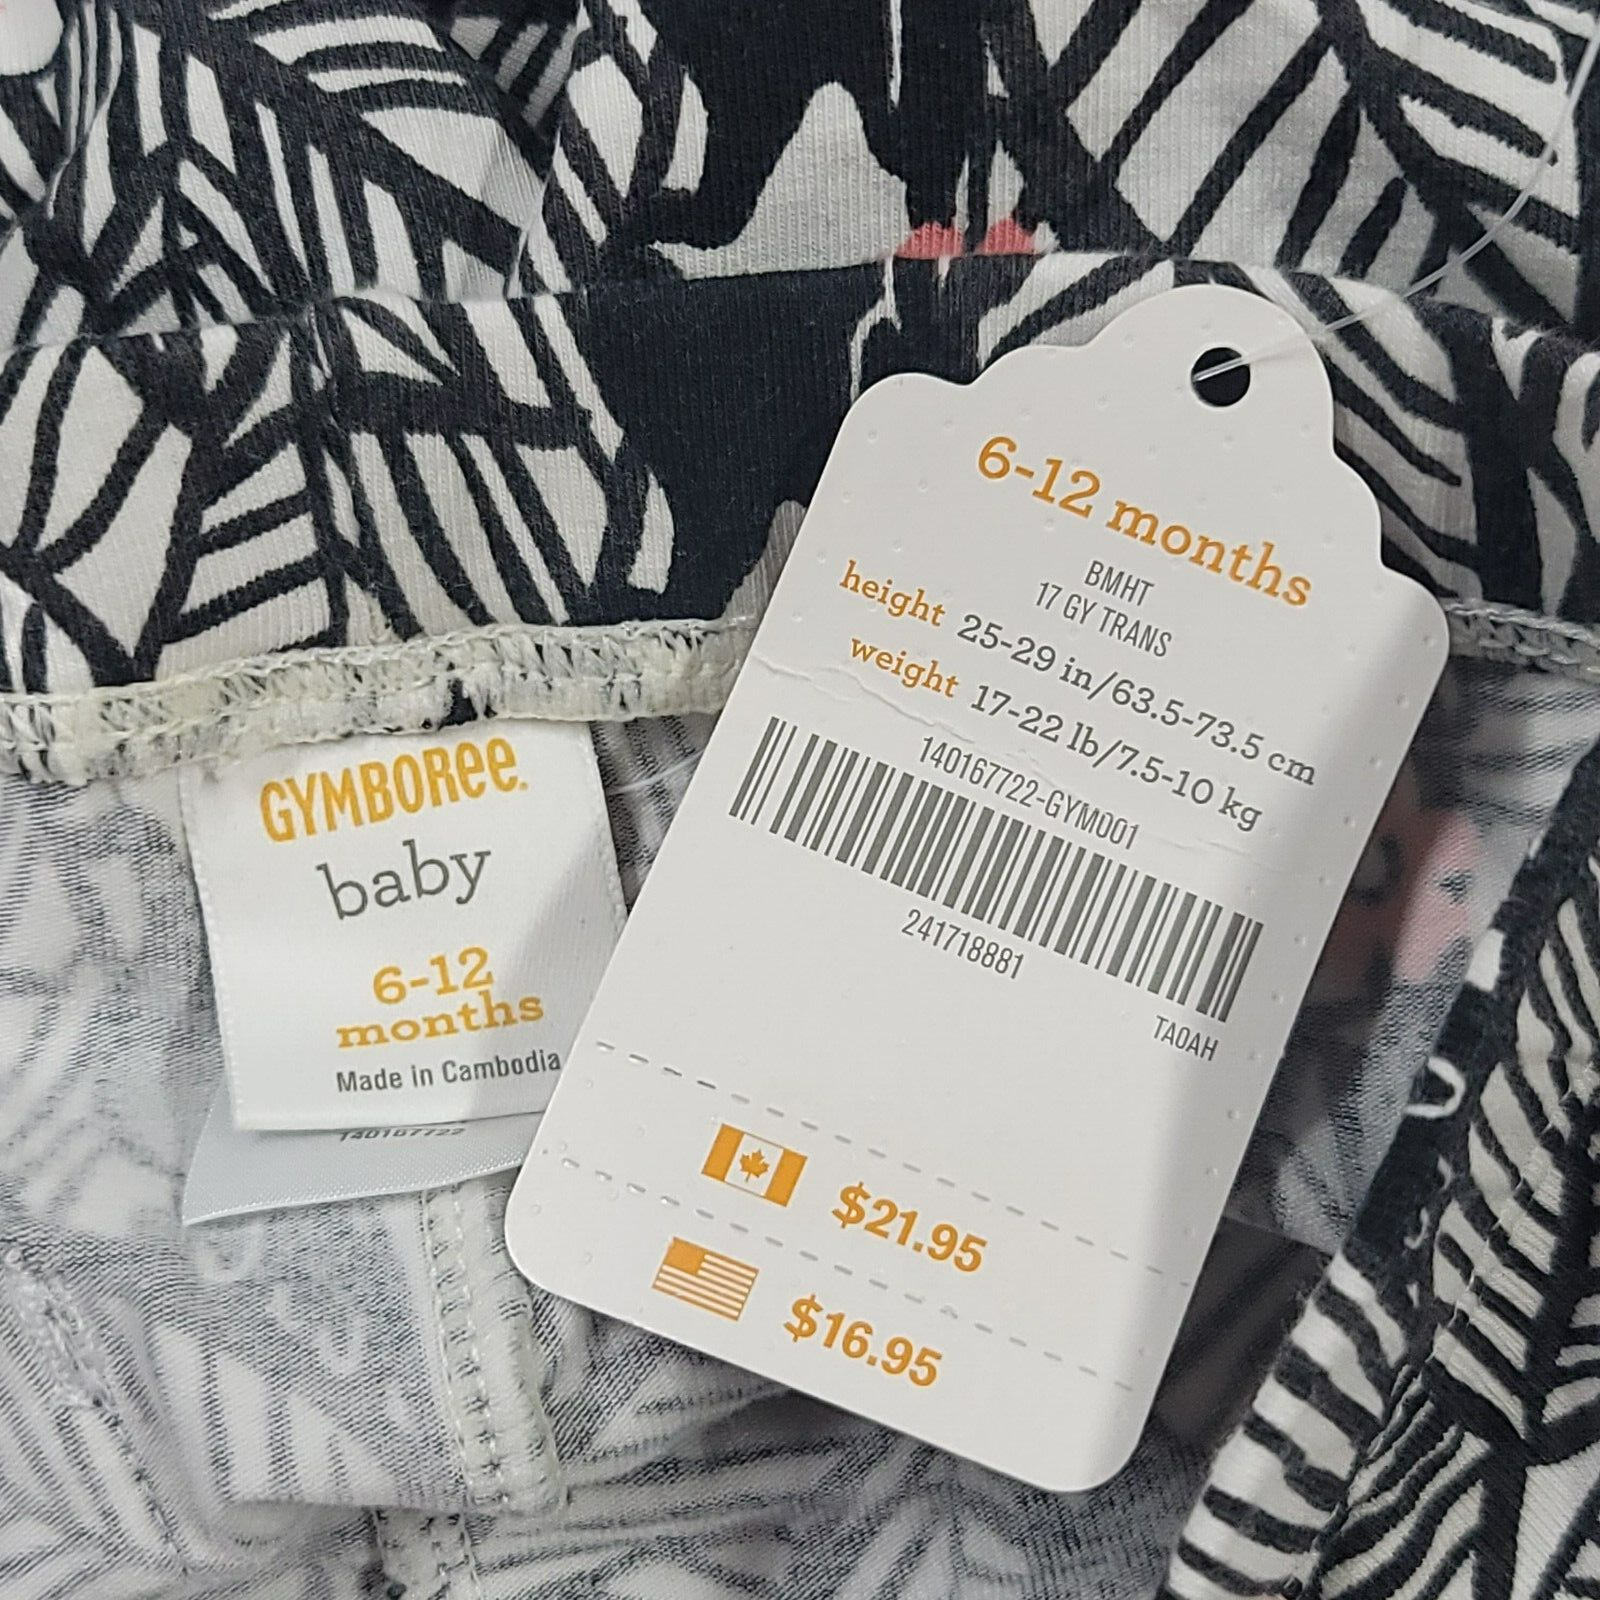 6-12 months
BMHT
17 GY TRANS
height 25-29 in/63.5-73.5 cm
weight 17-22 lb/7.5-10 kg
140167722-GYM001
241718881
TAOAH
$21.95
$16.95
GYMBOREE
baby
6-12
months
Made in Cambodia
140167722